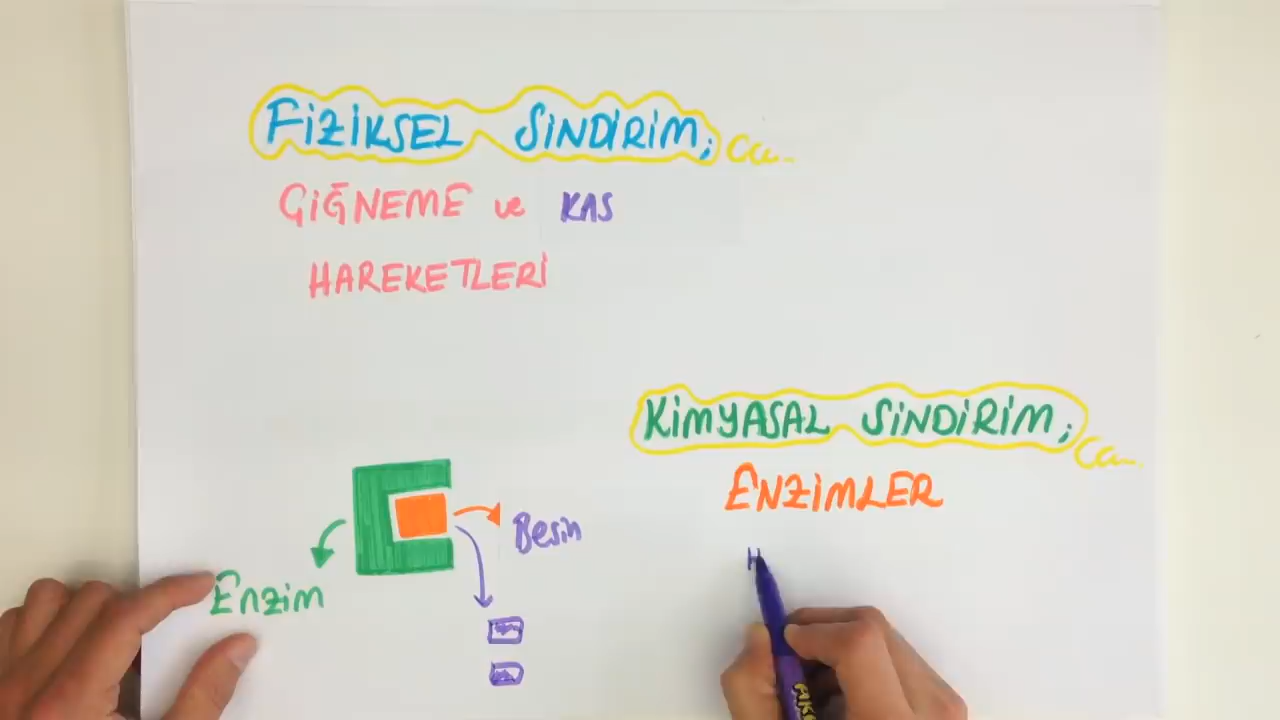 FİZİKSEL SİNDİRİM;
ÇİĞNEME ve KAS
HAREKETLERİ
KİMYASAL SİNDİRİM;
ENZİMLER
Besin
Enzim
H